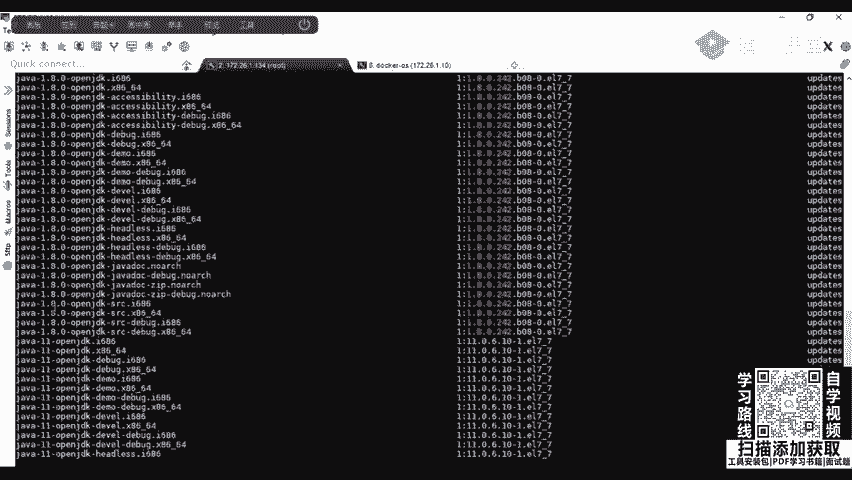 Quick connect...
2. 172.26.1.134 (root)
8. docker-os (172.26.1.10)
Sessions
Tools
Macros
Sftp
java-1.8.0-openjdk.i686 1:1.8.0.242.b08-0.el7_7 updates
java-1.8.0-openjdk.x86_64 1:1.8.0.242.b08-0.el7_7 updates
java-1.8.0-openjdk-accessibility.i686 1:1.8.0.242.b08-0.el7_7 updates
java-1.8.0-openjdk-accessibility.x86_64 1:1.8.0.242.b08-0.el7_7 updates
java-1.8.0-openjdk-accessibility-debug.i686 1:1.8.0.242.b08-0.el7_7 updates
java-1.8.0-openjdk-accessibility-debug.x86_64 1:1.8.0.242.b08-0.el7_7 updates
java-1.8.0-openjdk-debug.i686 1:1.8.0.242.b08-0.el7_7 updates
java-1.8.0-openjdk-debug.x86_64 1:1.8.0.242.b08-0.el7_7 updates
java-1.8.0-openjdk-demo.i686 1:1.8.0.242.b08-0.el7_7 updates
java-1.8.0-openjdk-demo.x86_64 1:1.8.0.242.b08-0.el7_7 updates
java-1.8.0-openjdk-demo-debug.i686 1:1.8.0.242.b08-0.el7_7 updates
java-1.8.0-openjdk-demo-debug.x86_64 1:1.8.0.242.b08-0.el7_7 updates
java-1.8.0-openjdk-devel.i686 1:1.8.0.242.b08-0.el7_7 updates
java-1.8.0-openjdk-devel.x86_64 1:1.8.0.242.b08-0.el7_7 updates
java-1.8.0-openjdk-devel-debug.i686 1:1.8.0.242.b08-0.el7_7 updates
java-1.8.0-openjdk-devel-debug.x86_64 1:1.8.0.242.b08-0.el7_7 updates
java-1.8.0-openjdk-headless.i686 1:1.8.0.242.b08-0.el7_7 updates
java-1.8.0-openjdk-headless.x86_64 1:1.8.0.242.b08-0.el7_7 updates
java-1.8.0-openjdk-headless-debug.i686 1:1.8.0.242.b08-0.el7_7 updates
java-1.8.0-openjdk-headless-debug.x86_64 1:1.8.0.242.b08-0.el7_7 updates
java-1.8.0-openjdk-javadoc.noarch 1:1.8.0.242.b08-0.el7_7 updates
java-1.8.0-openjdk-javadoc-debug.noarch 1:1.8.0.242.b08-0.el7_7 updates
java-1.8.0-openjdk-javadoc-zip.noarch 1:1.8.0.242.b08-0.el7_7 updates
java-1.8.0-openjdk-javadoc-zip-debug.noarch 1:1.8.0.242.b08-0.el7_7 updates
java-1.8.0-openjdk-src.i686 1:1.8.0.242.b08-0.el7_7 updates
java-1.8.0-openjdk-src.x86_64 1:1.8.0.242.b08-0.el7_7 updates
java-1.8.0-openjdk-src-debug.i686 1:1.8.0.242.b08-0.el7_7 updates
java-1.8.0-openjdk-src-debug.x86_64 1:1.8.0.242.b08-0.el7_7 updates
java-11-openjdk.i686 1:11.0.6.10-1.el7_7 updates
java-11-openjdk.x86_64 1:11.0.6.10-1.el7_7 updates
java-11-openjdk-debug.i686 1:11.0.6.10-1.el7_7 updates
java-11-openjdk-debug.x86_64 1:11.0.6.10-1.el7_7
java-11-openjdk-demo.i686 1:11.0.6.10-1.el7_7
java-11-openjdk-demo.x86_64 1:11.0.6.10-1.el7_7
java-11-openjdk-demo-debug.i686 1:11.0.6.10-1.el7_7
java-11-openjdk-demo-debug.x86_64 1:11.0.6.10-1.el7_7
java-11-openjdk-devel.i686 1:11.0.6.10-1.el7_7
java-11-openjdk-devel.x86_64 1:11.0.6.10-1.el7_7
java-11-openjdk-devel-debug.i686 1:11.0.6.10-1.el7_7
java-11-openjdk-devel-debug.x86_64 1:11.0.6.10-1.el7_7
java-11-openjdk-headless.i686 1:11.0.6.10-1.el7_7
学习路线
自学视频
扫描添加获取
工具安装包|PDF学习书籍|面试题